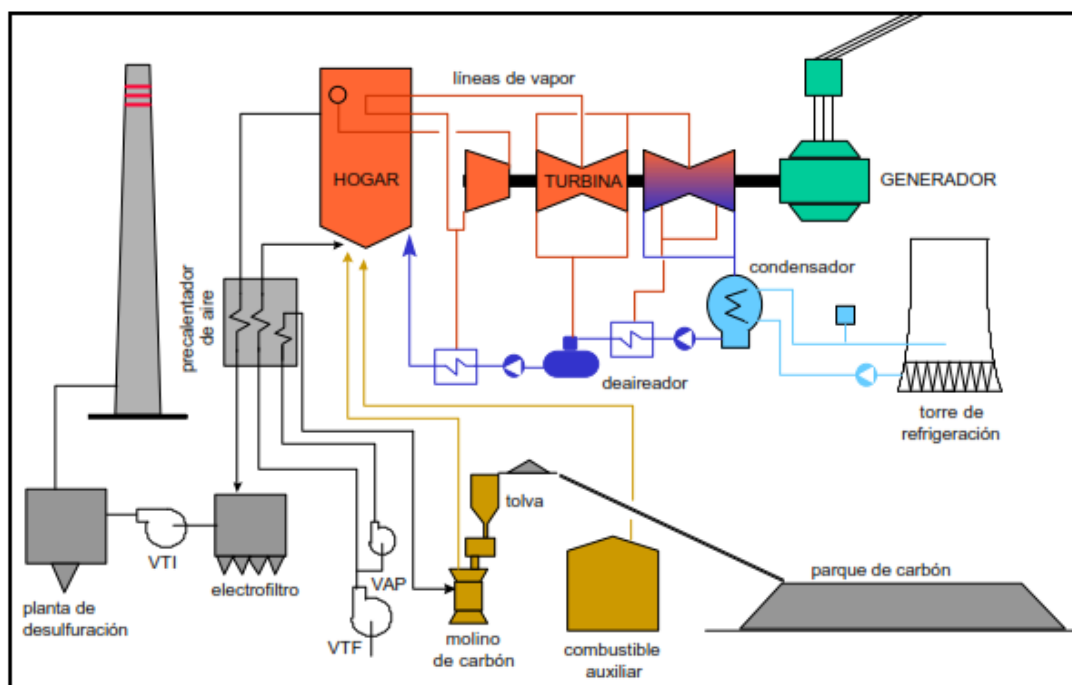 líneas de vapor
HOGAR
TURBINA
GENERADOR
precalentador
de aire
condensador
deaireador
torre de
refrigeración
tolva
VTI
electrofiltro
VAP
parque de carbón
planta de
desulfuración
VTF
molino
de carbón
combustible
auxiliar